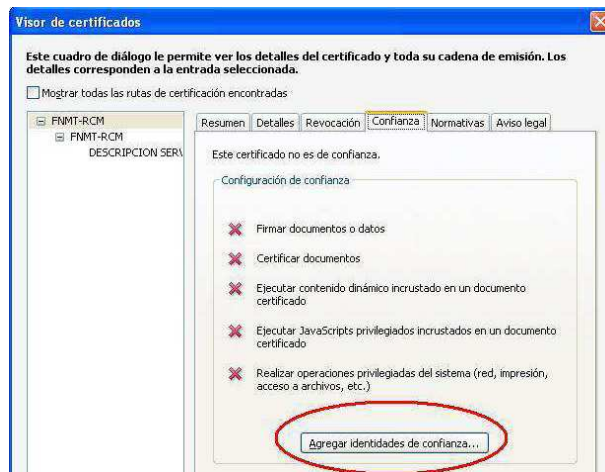 Visor de certificados
Este cuadro de diálogo le permite ver los detalles del certificado y toda su cadena de emisión. Los
detalles corresponden a la entrada seleccionada.
Mostrar todas las rutas de certificación encontradas
FNMT-RCM
FNMT-RCM
DESCRIPCION SER\
Resumen Detalles Revocación Confianza Normativas Aviso legal
Este certificado no es de confianza.
Configuración de confianza
Firmar documentos o datos
Certificar documentos
Ejecutar contenido dinámico incrustado en un documento
certificado
Ejecutar JavaScripts privilegiados incrustados en un documento
certificado
Realizar operaciones privilegiadas del sistema (red, impresión,
acceso a archivos, etc.)
Agregar identidades de confianza...